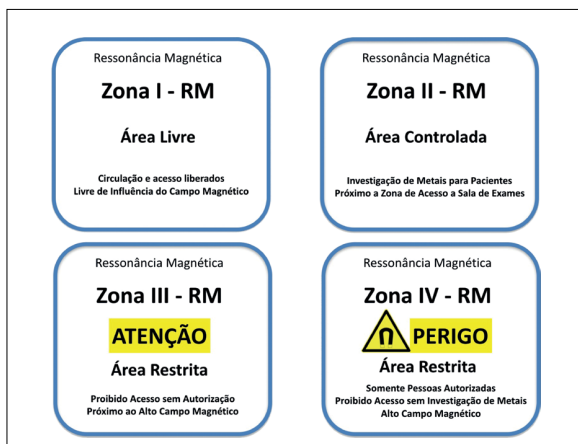 Ressonância Magnética
Zona I - RM
Área Livre
Circulação e acesso liberados
Livre de Influência do Campo Magnético
Ressonância Magnética
Zona II - RM
Área Controlada
Investigação de Metais para Pacientes
Próximo a Zona de Acesso a Sala de Exames
Ressonância Magnética
Zona III - RM
ATENÇÃO
Área Restrita
Proibido Acesso sem Autorização
Próximo ao Alto Campo Magnético
Ressonância Magnética
Zona IV - RM
PERIGO
Área Restrita
Somente Pessoas Autorizadas
Proibido Acesso sem Investigação de Metais
Alto Campo Magnético